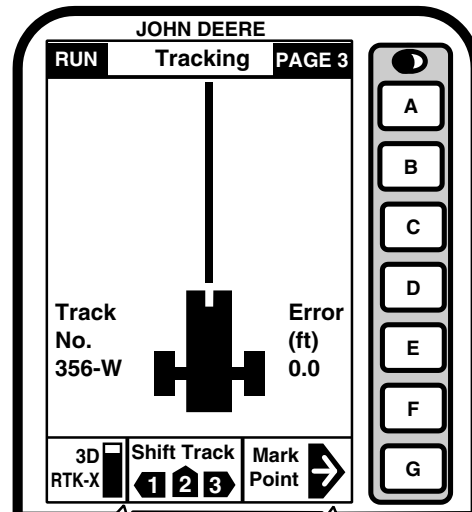 JOHN DEERE
RUN Tracking PAGE 3
A
B
C
D
E
F
G
Track
No.
356-W
Error
(ft)
0.0
3D
RTK-X
Shift Track
1 2 3
Mark
Point